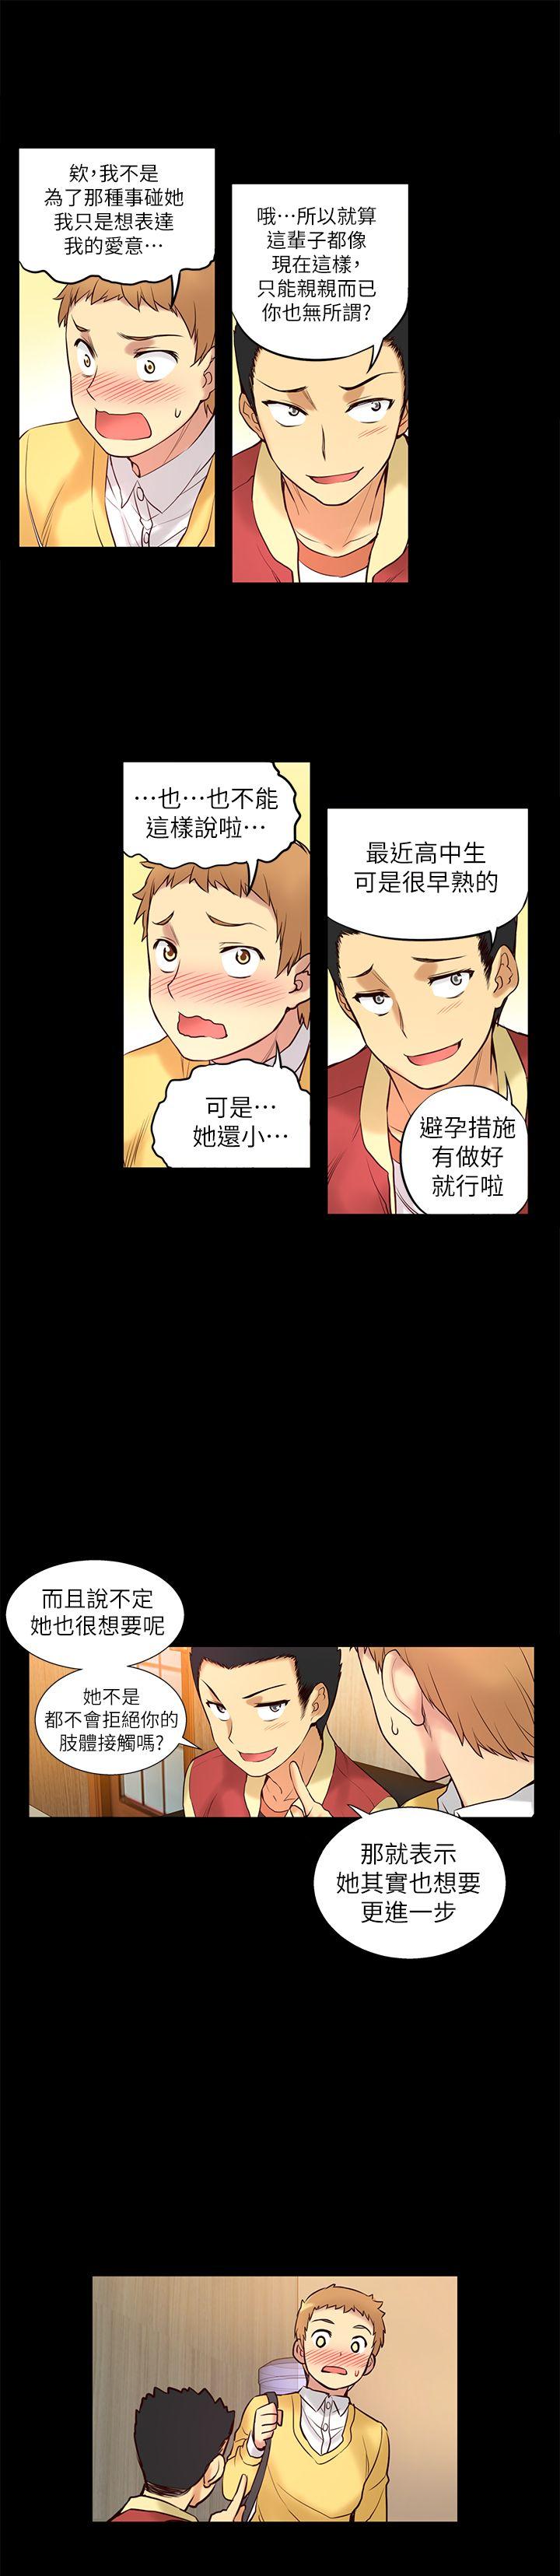 欸，我不是
為了那種事碰她
我只是想表達
我的愛意…
哦…所以就算
這輩子都像
現在這樣，
只能親親而已
你也無所謂?
…也…也不能
這樣說啦…
最近高中生
可是很早熟的
可是…
她還小…
避孕措施
有做好
就行啦
而且說不定
她也很想要呢
她不是
都不會拒絕你的
肢體接觸嗎?
那就表示
她其實也想要
更進一步